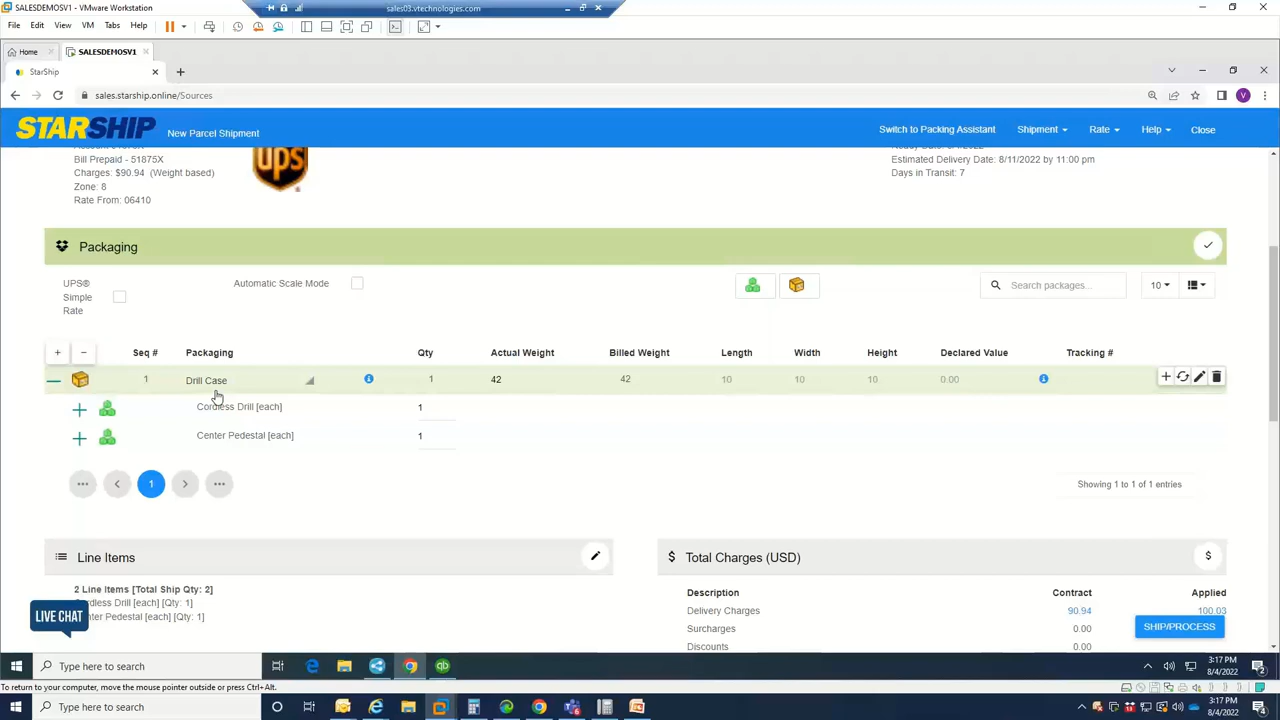 SALESDEMOSV1 - VMware Workstation
sales03.vtechnologies.com
File Edit View VM Tabs Help
Home SALESDEMOSV1
StarShip
sales.starship.online/Sources
V
STARSHIP New Parcel Shipment Switch to Packing Assistant Shipment Rate Help Close
Bill Prepaid - 51875X
Charges: $90.94 (Weight based)
Zone: 8
Rate From: 06410
ups
Estimated Delivery Date: 8/11/2022 by 11:00 pm
Days in Transit: 7
Packaging
UPS®
Simple
Rate
Automatic Scale Mode
Search packages...
10
+ − Seq # Packaging Qty Actual Weight Billed Weight Length Width Height Declared Value Tracking #
1 Drill Case 1 42 42 10 10 10 0.00
Cordless Drill [each] 1
Center Pedestal [each] 1
1
Showing 1 to 1 of 1 entries
Line Items
2 Line Items [Total Ship Qty: 2]
Cordless Drill [each] [Qty: 1]
Center Pedestal [each] [Qty: 1]
LIVE CHAT
$ Total Charges (USD) $
Description Contract Applied
Delivery Charges 90.94 100.03
Surcharges 0.00 0.00
Discounts 0.00
SHIP/PROCESS
Type here to search
3:17 PM
8/4/2022
To return to your computer, move the mouse pointer outside or press Ctrl+Alt.
Type here to search
3:17 PM
8/4/2022